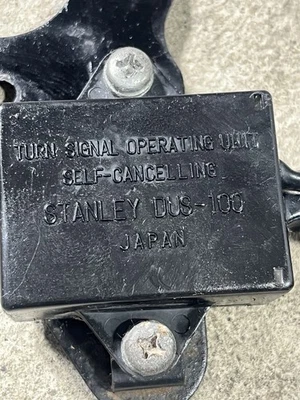 TURN SIGNAL OPERATING UNIT
SELF-CANCELLING
STANLEY DUS-100
JAPAN